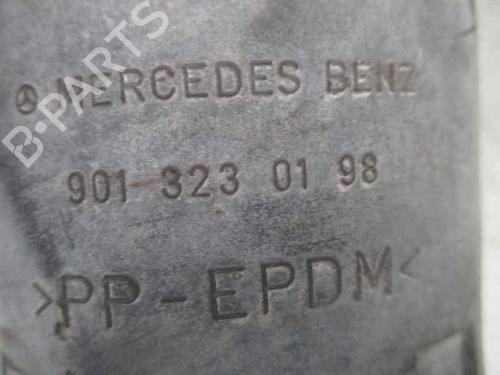 MERCEDES BENZ
901 323 01 98
>PP-EPDM<
B-PARTS